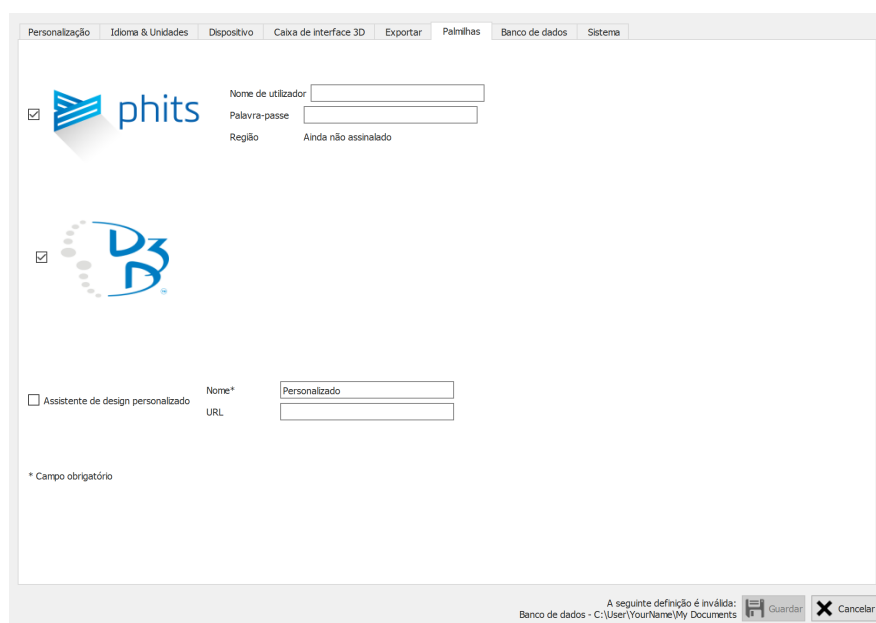 Personalização Idioma & Unidades Dispositivo Caixa de interface 3D Exportar Palmilhas Banco de dados Sistema
phits
Nome de utilizador
Palavra-passe
Região Ainda não assinalado
D3D
Nome* Personalizado
Assistente de design personalizado
URL
* Campo obrigatório
A seguinte definição é inválida:
Banco de dados - C:\User\YourName\My Documents
Guardar Cancelar